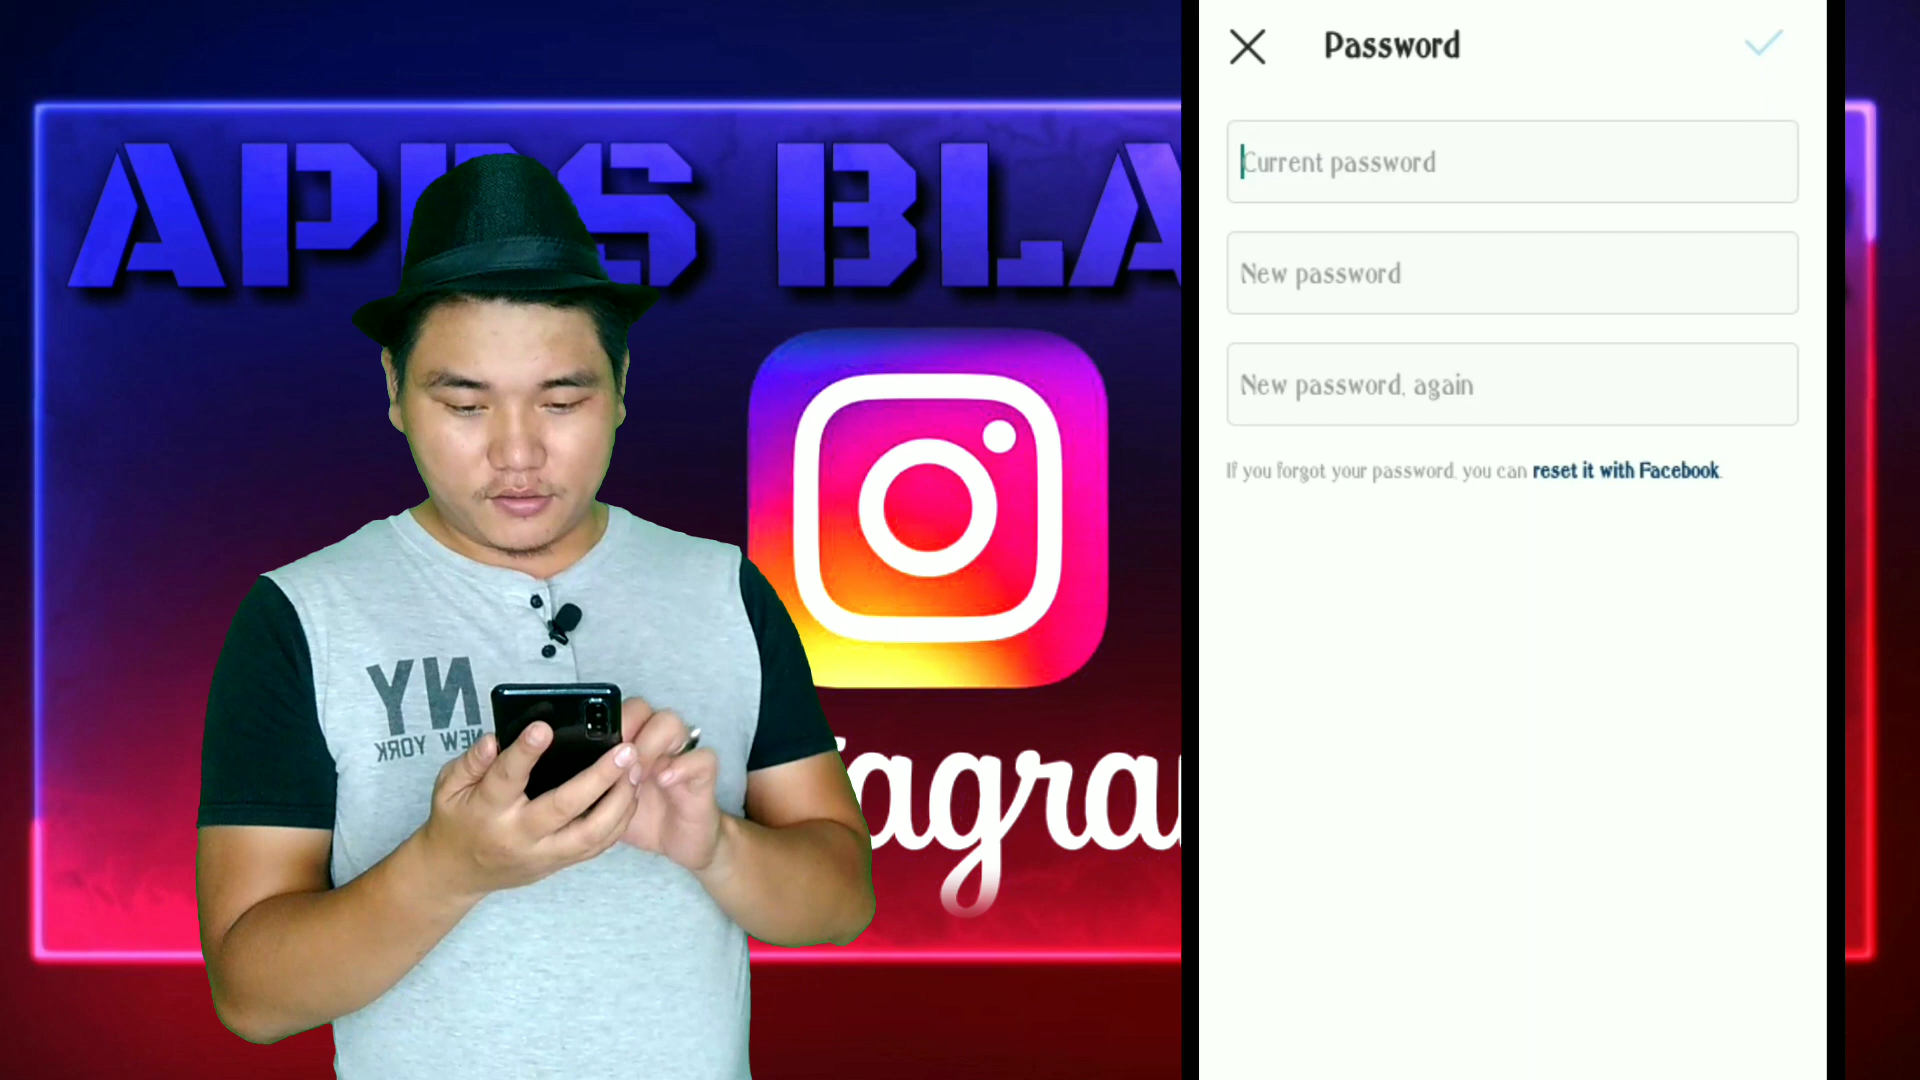 APPS BLA
NY
NEW YORK
agra
Password
Current password
New password
New password, again
If you forgot your password, you can reset it with Facebook.